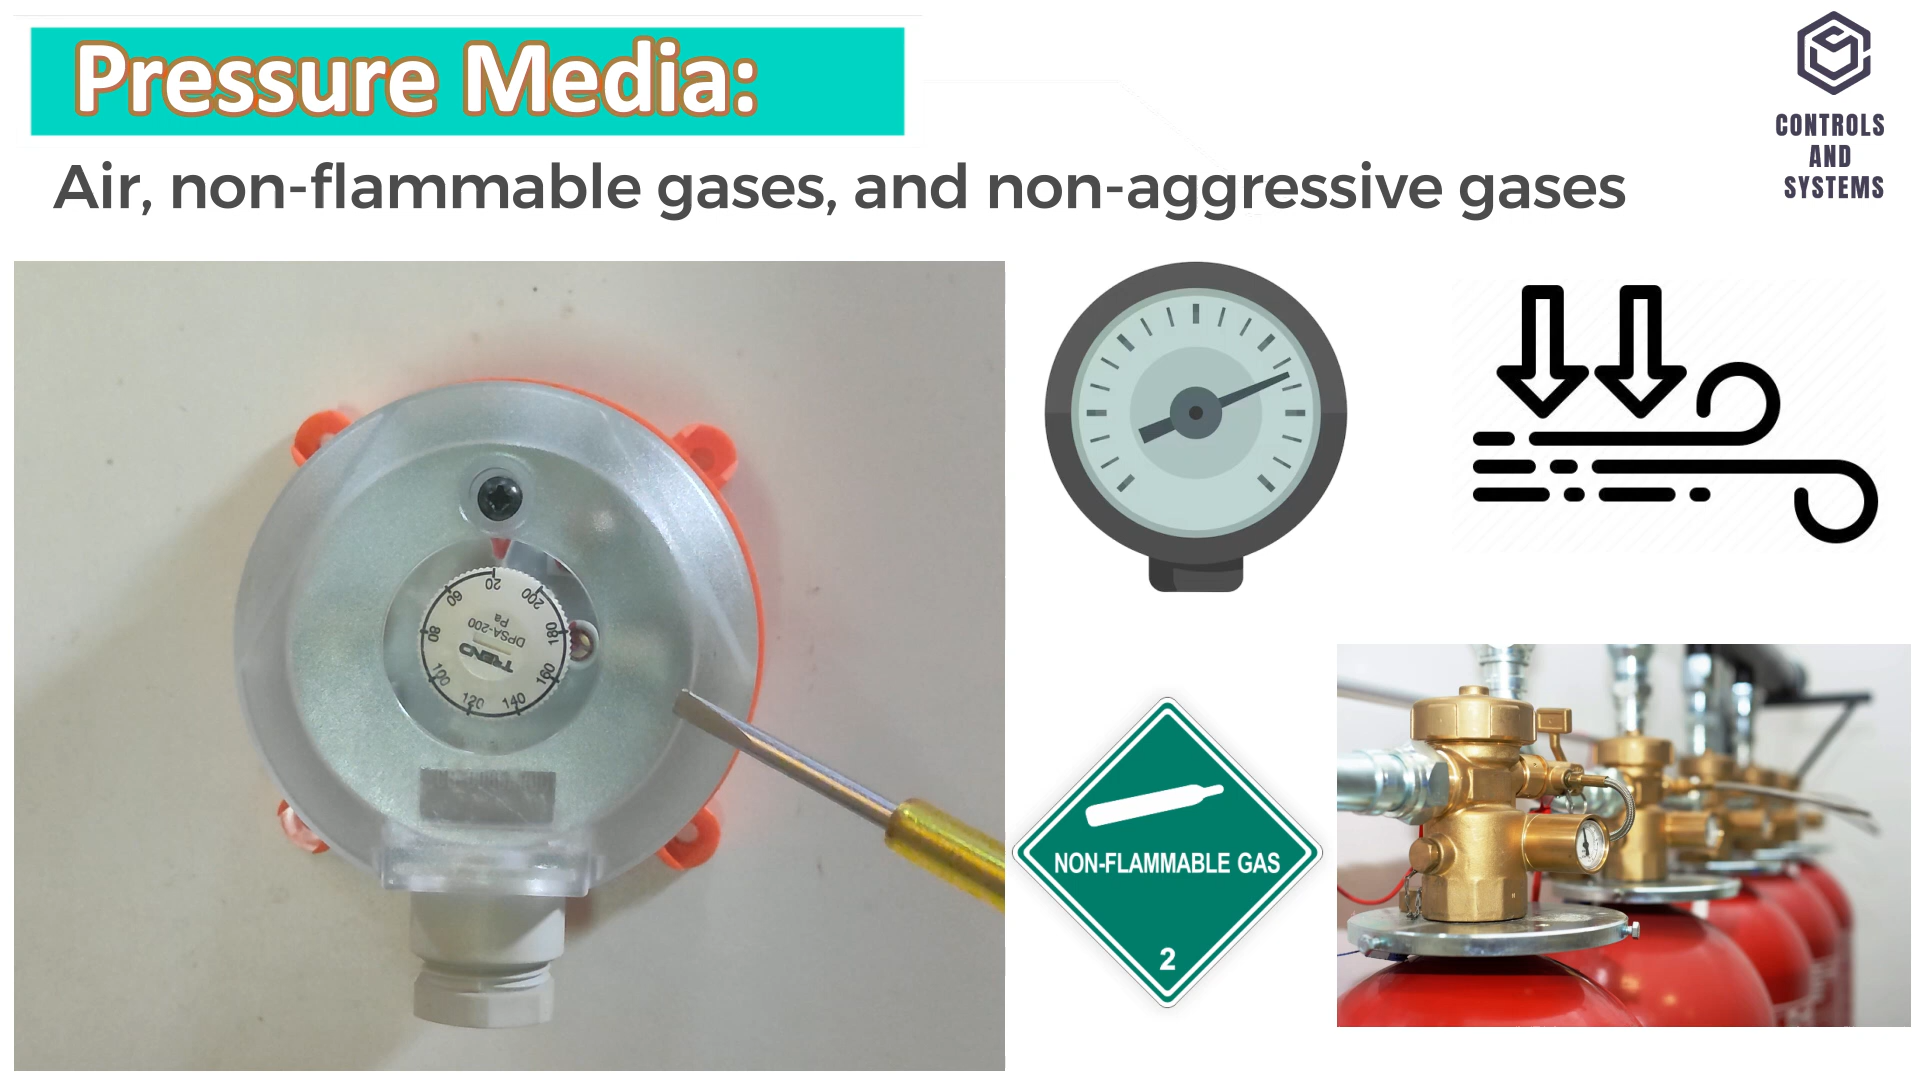 Pressure Media:
CONTROLS
AND
SYSTEMS
Air, non-flammable gases, and non-aggressive gases
20
60
80
100
120
140
160
180
200
DPSA-200
Pa
TREND
NON-FLAMMABLE GAS
2